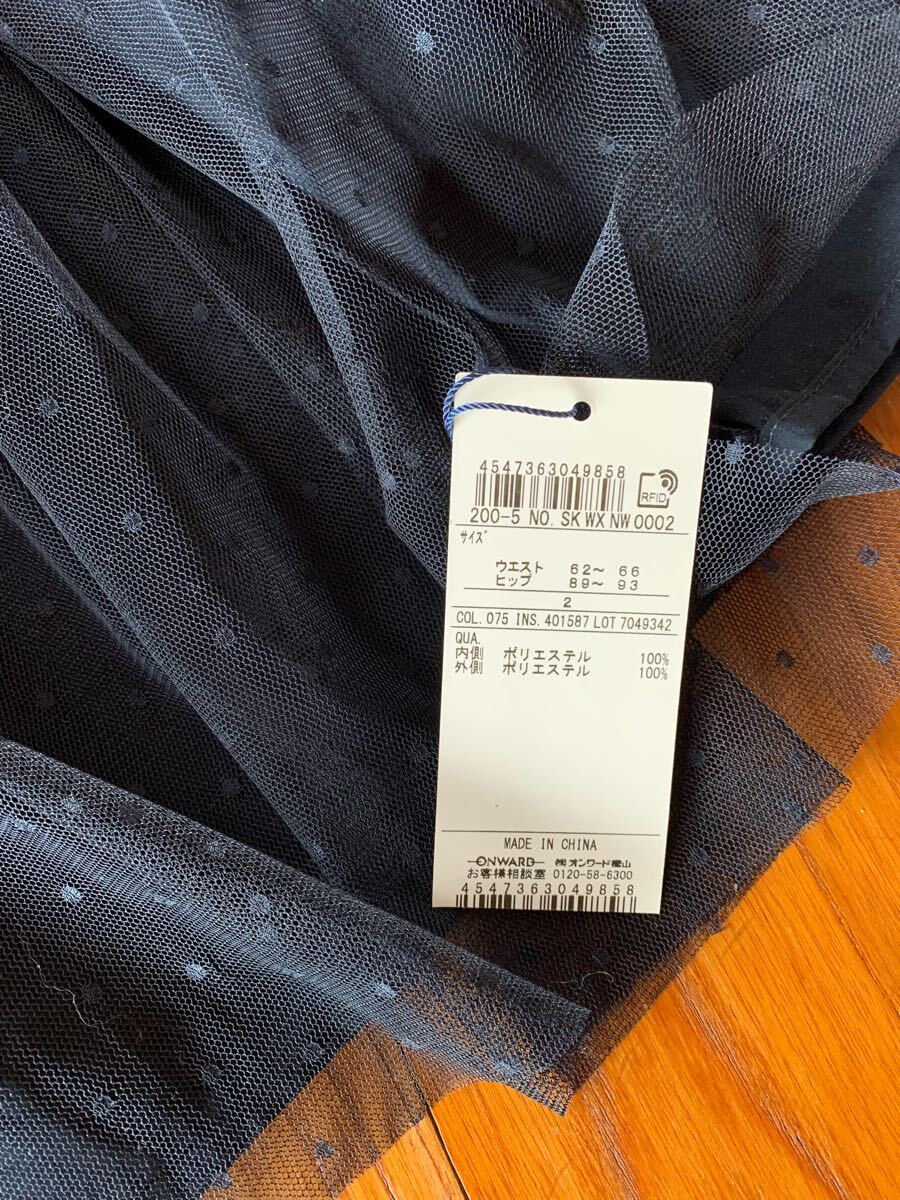 4547363049858
RFID
200-5 NO. SK WX NW 0002
サイズ
ウエスト 62〜 66
ヒップ 89〜 93
2
COL. 075 INS. 401587 LOT 7049342
QUA.
内側 ポリエステル 100%
外側 ポリエステル 100%
MADE IN CHINA
ONWARD ㈱オンワード樫山
お客様相談室 0120-58-6300
4547363049858